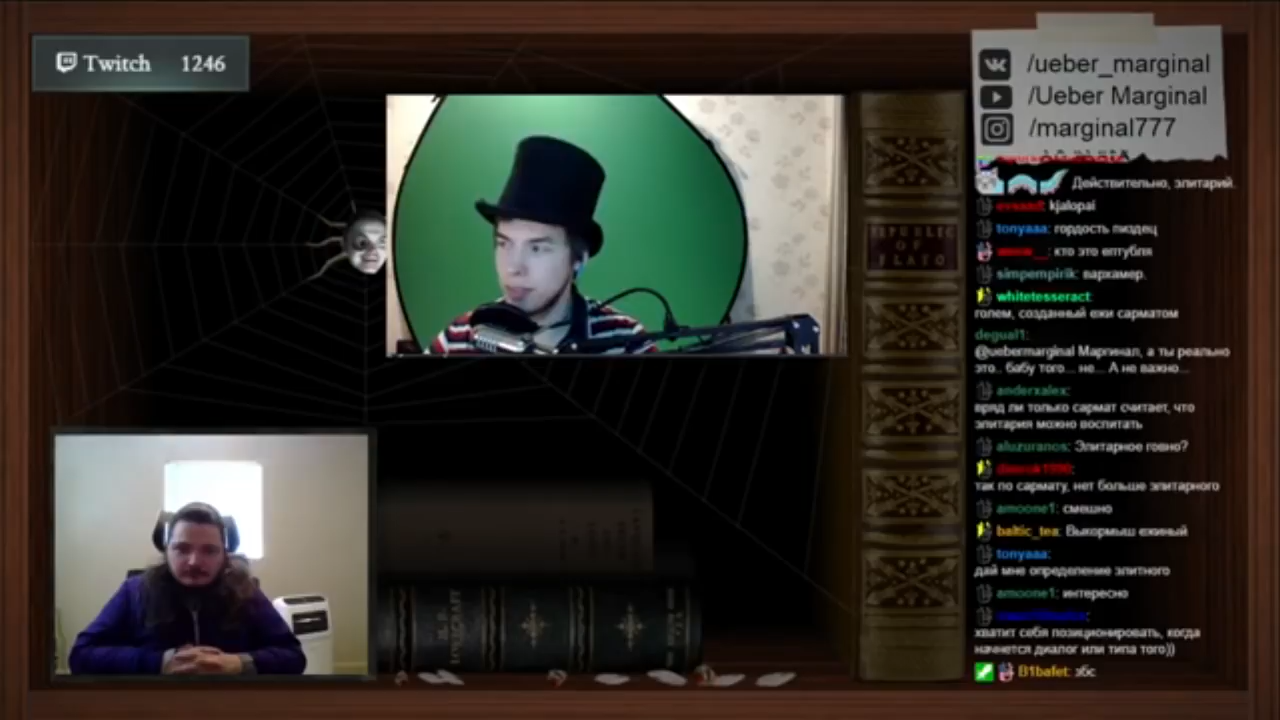 Twitch 1246
/ueber_marginal
/Ueber Marginal
/marginal777
Действительно, элитарий.
kjalopai
tonyaaa: гордость пиздец
кто это ептубля
simpempirik: вархамер.
whitetesseract:
голем, созданный ежи сарматом
degual1:
@uebermarginal Маргинал, а ты реально
это.. бабу того... не... А не важно...
anderxalex:
вряд ли только сармат считает, что
элитария можно воспитать
aluzuranos: Элитарное говно?
так по сармату, нет больше элитарного
amoone1: смешно
baltic_tea: Выкормыш ежиный
tonyaaa:
дай мне определение элитного
amoone1: интересно
хватит себя позиционировать, когда
начнется диалог или типа того))
B1bafet: збс
REPUBLIC
OF
PLATO
LOVECRAFT